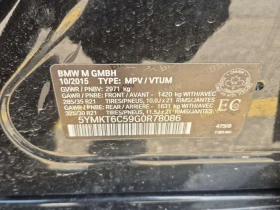 BMW M GMBH
10/2015 TYPE: MPV / VTUM
GVWR / PNBV: 2971 kg
GAWR / PNBE: FRONT / AVANT - 1420 kg WITH/AVEC
285/35 R21 TIRES/PNEUS, 10.0J x 21 RIMS/JANTES
GAWR / PNBE: REAR / ARRIERE - 1631 kg WITH/AVEC
325/30 R21 TIRES/PNEUS, 11.5J x 21 RIMS/JANTES
5YMKT6C59G0R78086
EC
475/B